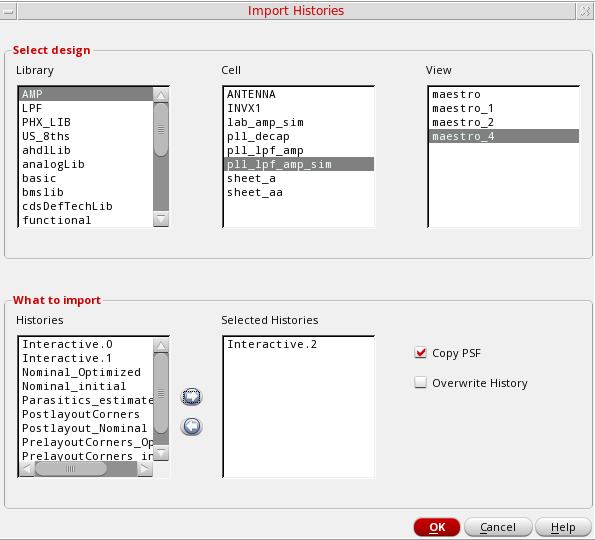 Import Histories
Select design
Library
Cell
View
AMP
LPF
PHX_LIB
US_8ths
ahdlLib
analogLib
basic
bmslib
cdsDefTechLib
functional
ANTENNA
INVX1
lab_amp_sim
pll_decap
pll_lpf_amp
pll_lpf_amp_sim
sheet_a
sheet_aa
maestro
maestro_1
maestro_2
maestro_4
What to import
Histories
Selected Histories
Interactive.0
Interactive.1
Nominal_Optimized
Nominal_initial
Parasitics_estimate
PostlayoutCorners
Postlayout_Nominal
PrelayoutCorners_Op
PrelayoutCorners_in
Interactive.2
Copy PSF
Overwrite History
OK
Cancel
Help